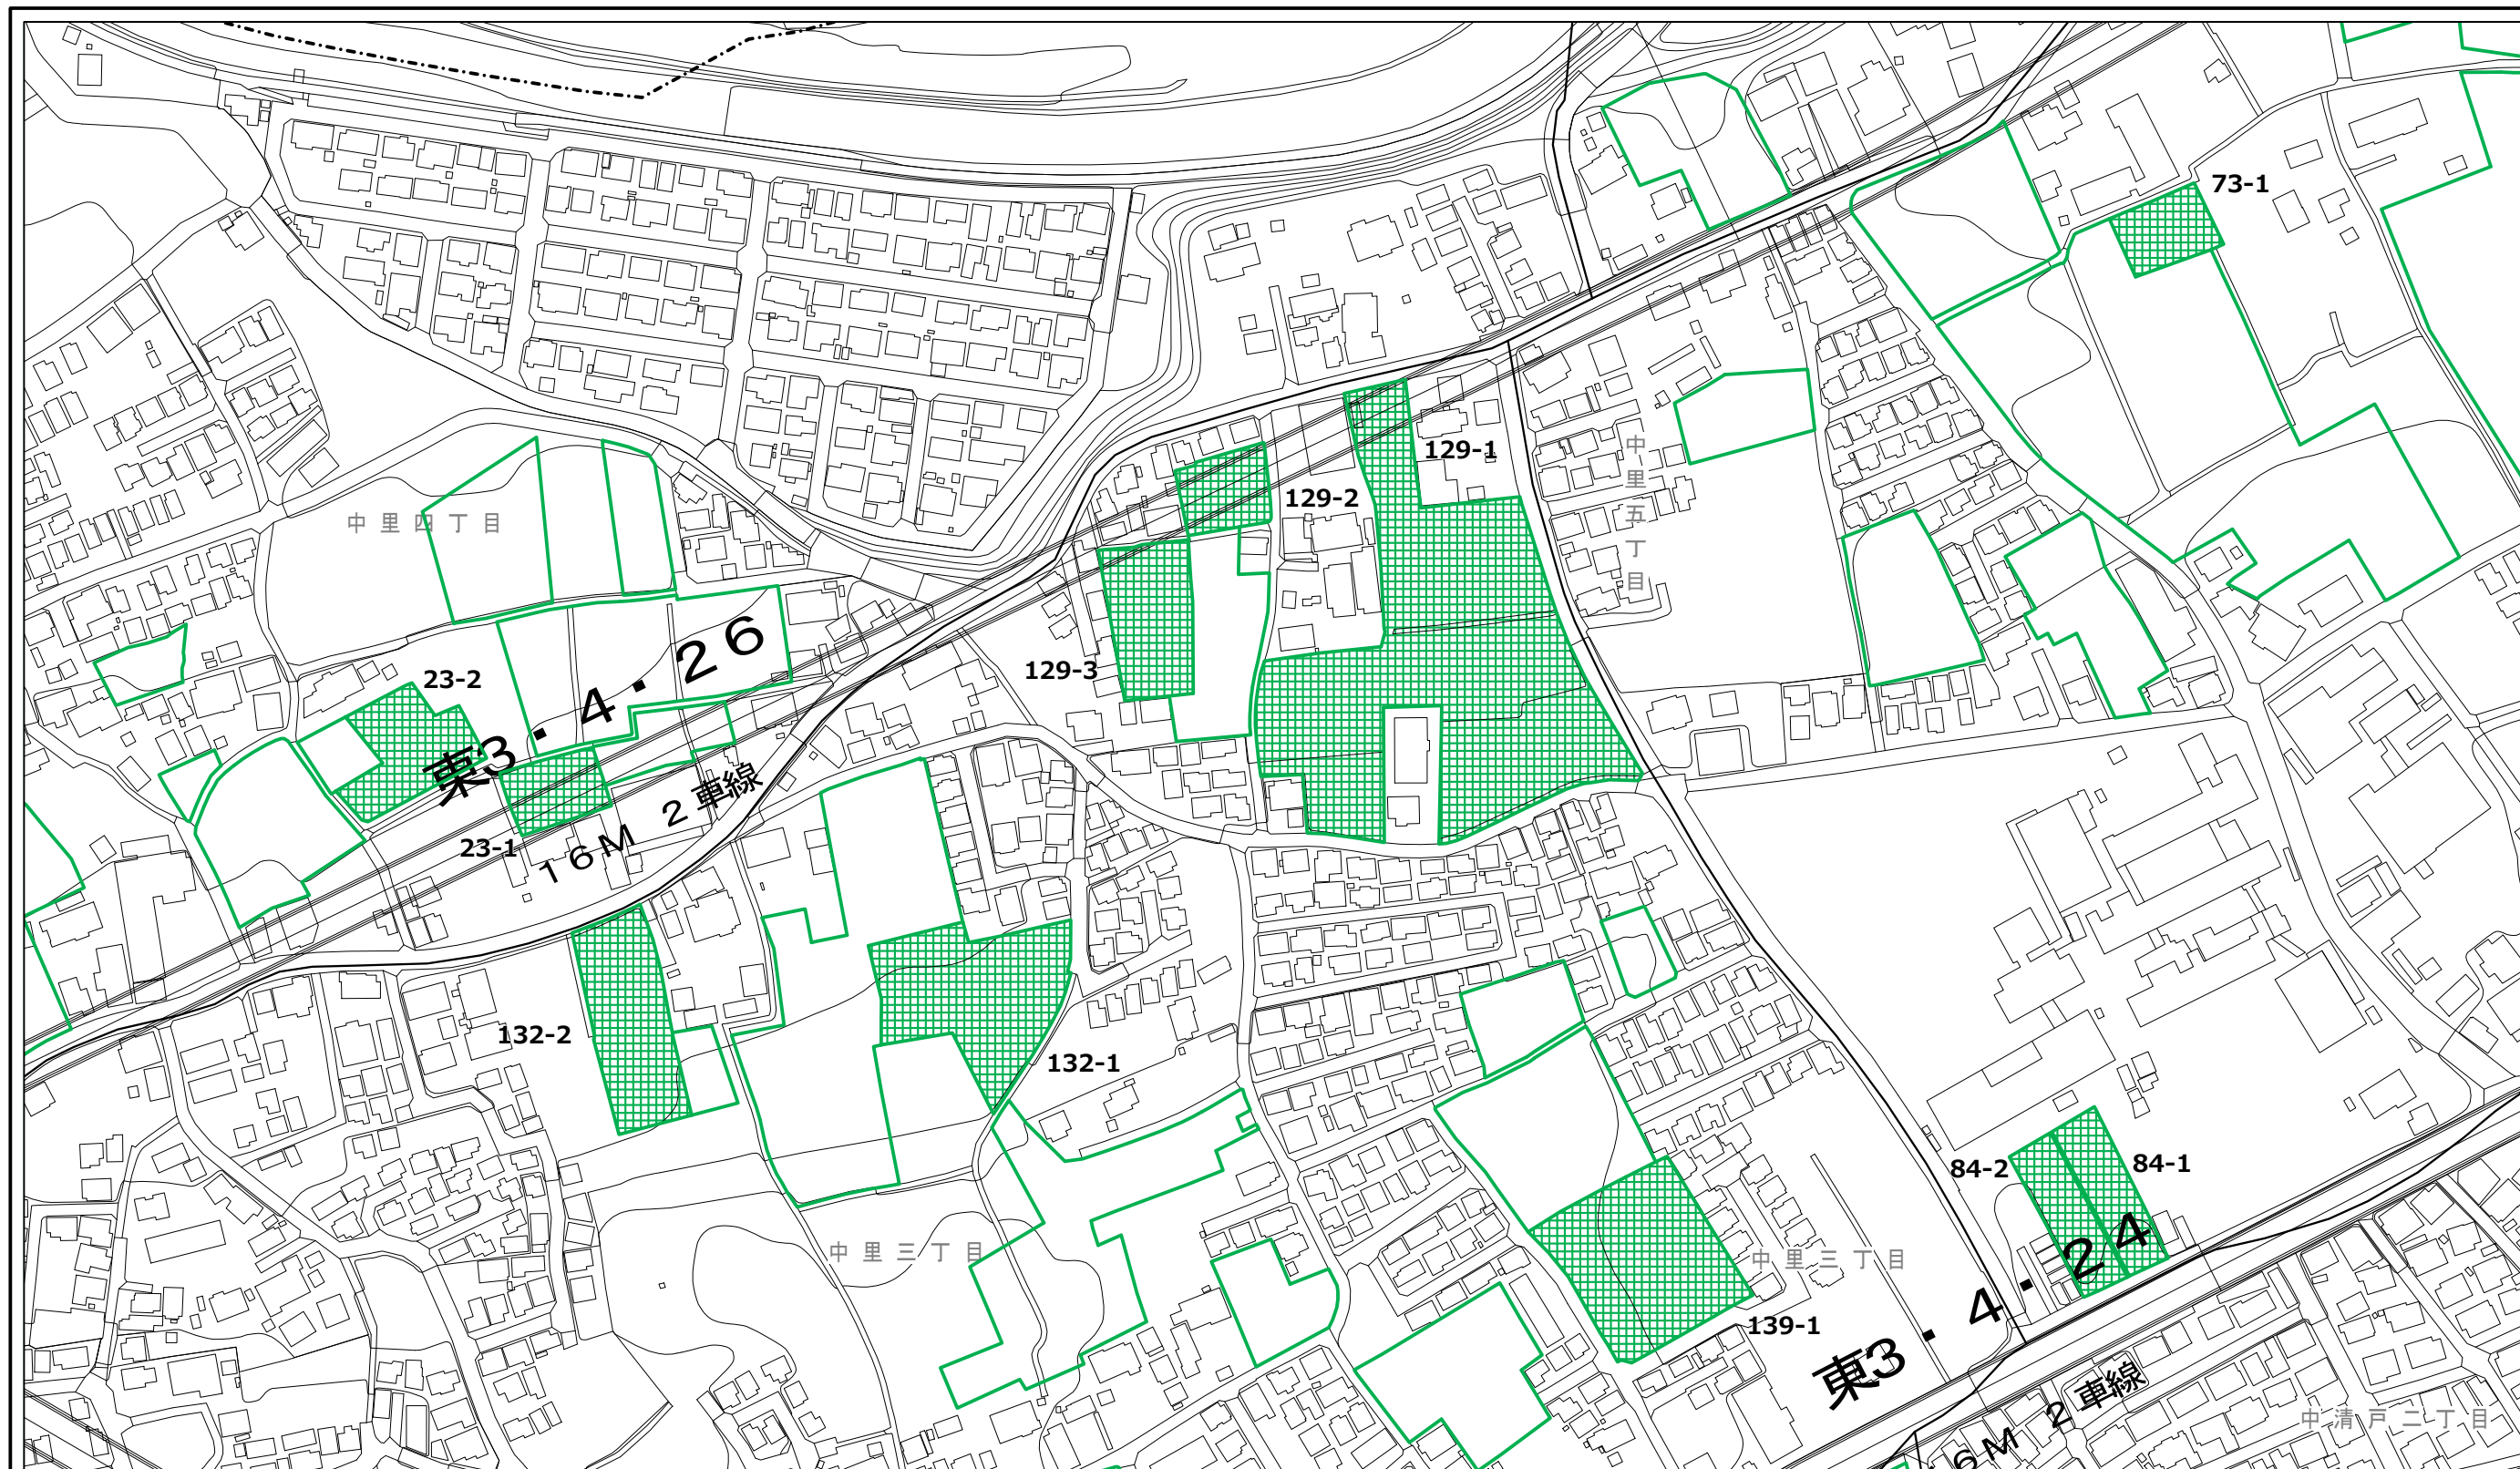 73-1
129-1
中里五丁目
129-2
中里四丁目
東3・4・26
129-3
23-2
16M 2車線
23-1
132-2
132-1
84-2
84-1
中里三丁目
中里三丁目
139-1
東3・4・24
2車線
中清戸二丁目
6M